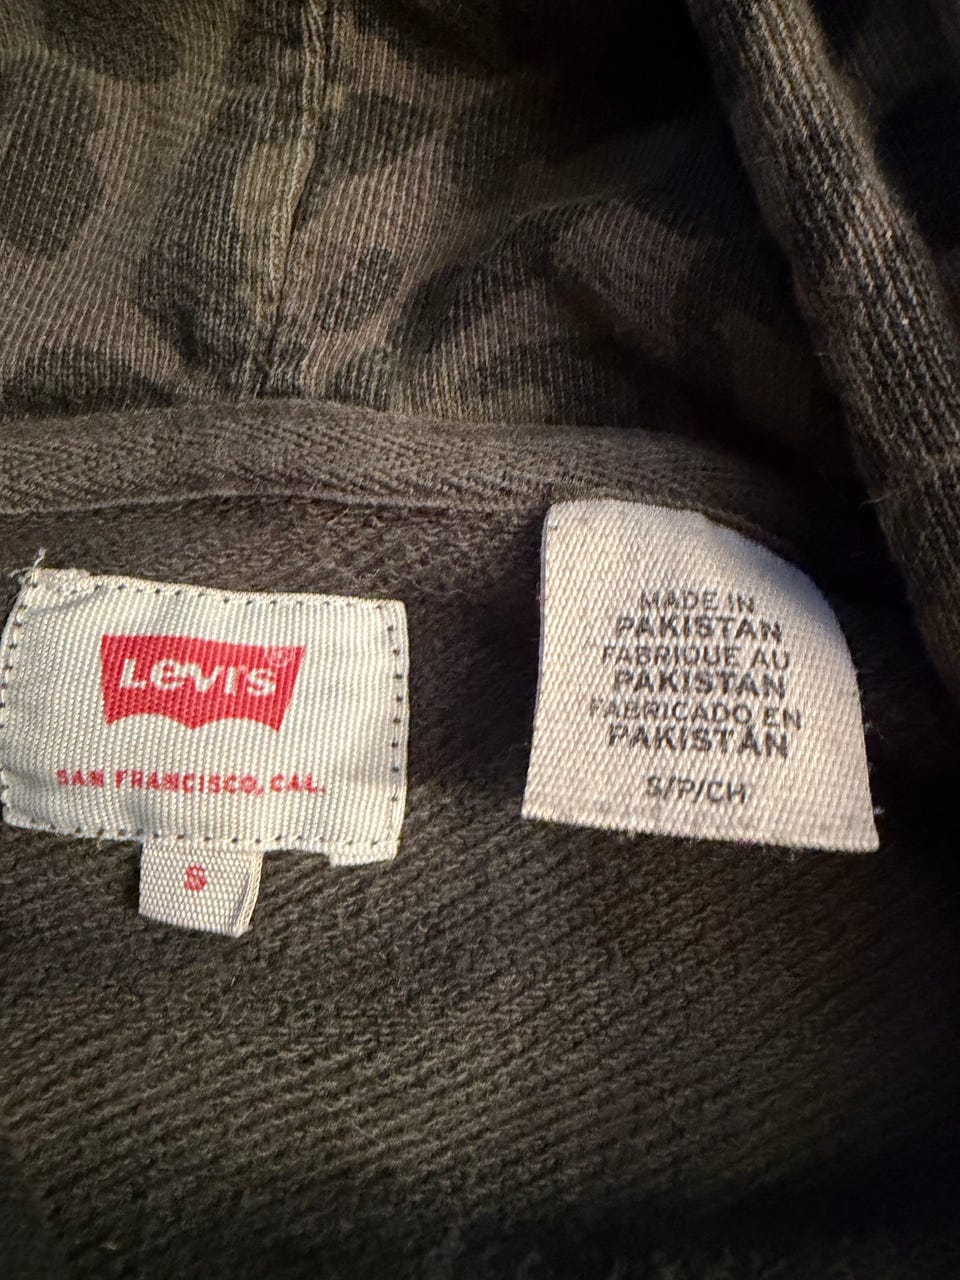 Levi's®
SAN FRANCISCO, CAL.
S
MADE IN
PAKISTAN
FABRIQUE AU
PAKISTAN
FABRICADO EN
PAKISTÁN
S/P/CH